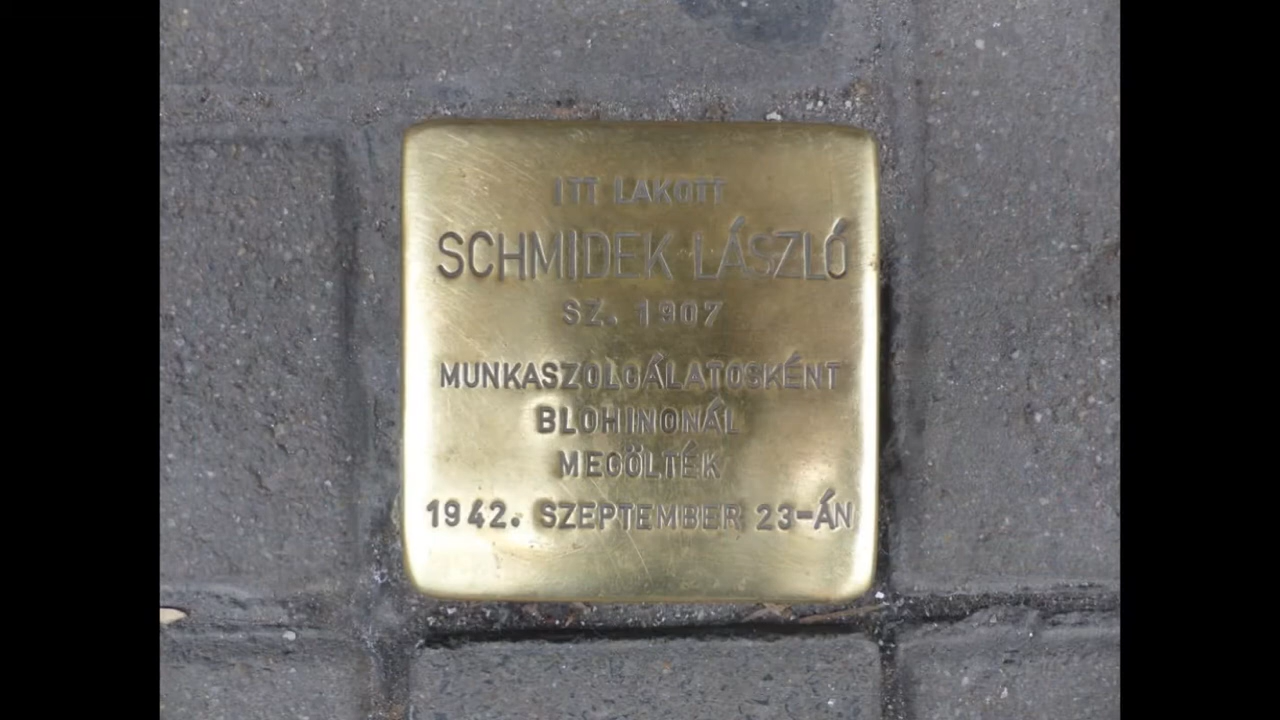 ITT LAKOTT
SCHMIDEK LÁSZLÓ
SZ. 1907
MUNKASZOLGÁLATOSKÉNT
BLOHINONÁL
MEGÖLTÉK
1942. SZEPTEMBER 23-ÁN